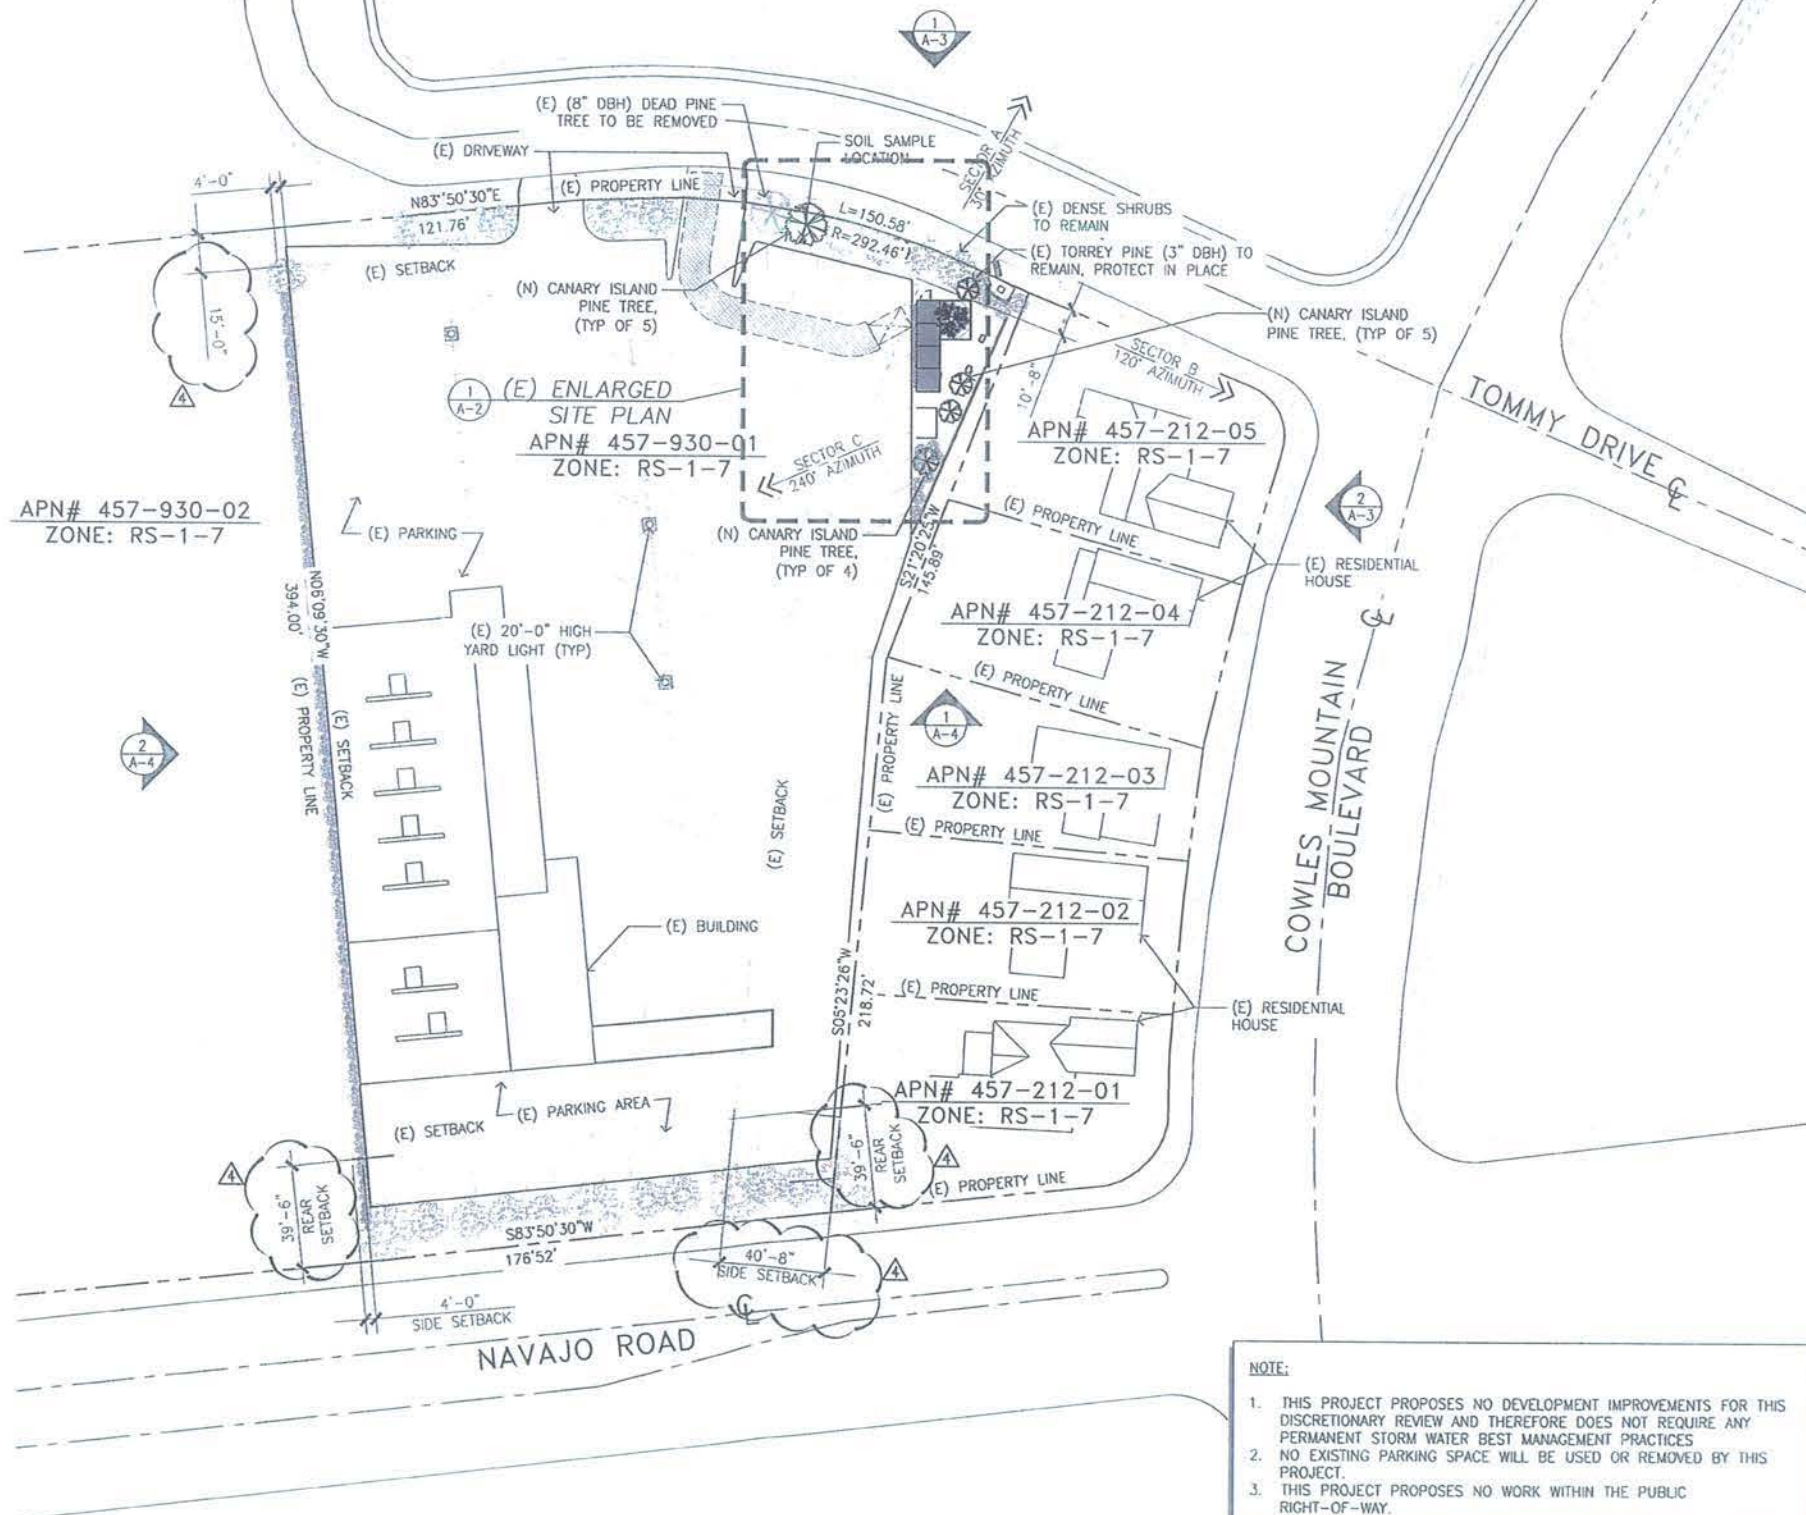 1
A-3
(E) (8" DBH) DEAD PINE
TREE TO BE REMOVED
SOIL SAMPLE
LOCATION
(E) DRIVEWAY
SECTOR A
30° AZIMUTH
4'-0"
N83°50'30"E
121.76'
(E) PROPERTY LINE
L=150.58'
R=292.46'
(E) DENSE SHRUBS
TO REMAIN
(E) TORREY PINE (3" DBH) TO
REMAIN, PROTECT IN PLACE
(E) SETBACK
15'-0"
4
(N) CANARY ISLAND
PINE TREE,
(TYP OF 5)
(N) CANARY ISLAND
PINE TREE, (TYP OF 5)
SECTOR B
120° AZIMUTH
10'-8"
1
A-2
(E) ENLARGED
SITE PLAN
APN# 457-930-01
ZONE: RS-1-7
SECTOR C
240° AZIMUTH
APN# 457-212-05
ZONE: RS-1-7
TOMMY DRIVE
CL
APN# 457-930-02
ZONE: RS-1-7
(E) PARKING
(N) CANARY ISLAND
PINE TREE,
(TYP OF 4)
S21°20'25"W
145.89'
(E) PROPERTY LINE
2
A-3
(E) RESIDENTIAL
HOUSE
N06°09'30"W
394.00'
(E) PROPERTY LINE
(E) SETBACK
(E) 20'-0" HIGH
YARD LIGHT (TYP)
APN# 457-212-04
ZONE: RS-1-7
(E) PROPERTY LINE
CL
2
A-4
(E) PROPERTY LINE
1
A-4
APN# 457-212-03
ZONE: RS-1-7
(E) SETBACK
(E) PROPERTY LINE
COWLES MOUNTAIN
BOULEVARD
APN# 457-212-02
ZONE: RS-1-7
(E) BUILDING
S05°23'26"W
218.72'
(E) PROPERTY LINE
(E) RESIDENTIAL
HOUSE
APN# 457-212-01
ZONE: RS-1-7
(E) SETBACK
(E) PARKING AREA
39'-6"
REAR
SETBACK
4
(E) PROPERTY LINE
4
39'-6"
REAR
SETBACK
S83°50'30"W
176'52'
40'-8"
SIDE SETBACK
4
CL
4'-0"
SIDE SETBACK
NAVAJO ROAD
NOTE:
1. THIS PROJECT PROPOSES NO DEVELOPMENT IMPROVEMENTS FOR THIS
DISCRETIONARY REVIEW AND THEREFORE DOES NOT REQUIRE ANY
PERMANENT STORM WATER BEST MANAGEMENT PRACTICES
2. NO EXISTING PARKING SPACE WILL BE USED OR REMOVED BY THIS
PROJECT.
3. THIS PROJECT PROPOSES NO WORK WITHIN THE PUBLIC
RIGHT-OF-WAY.